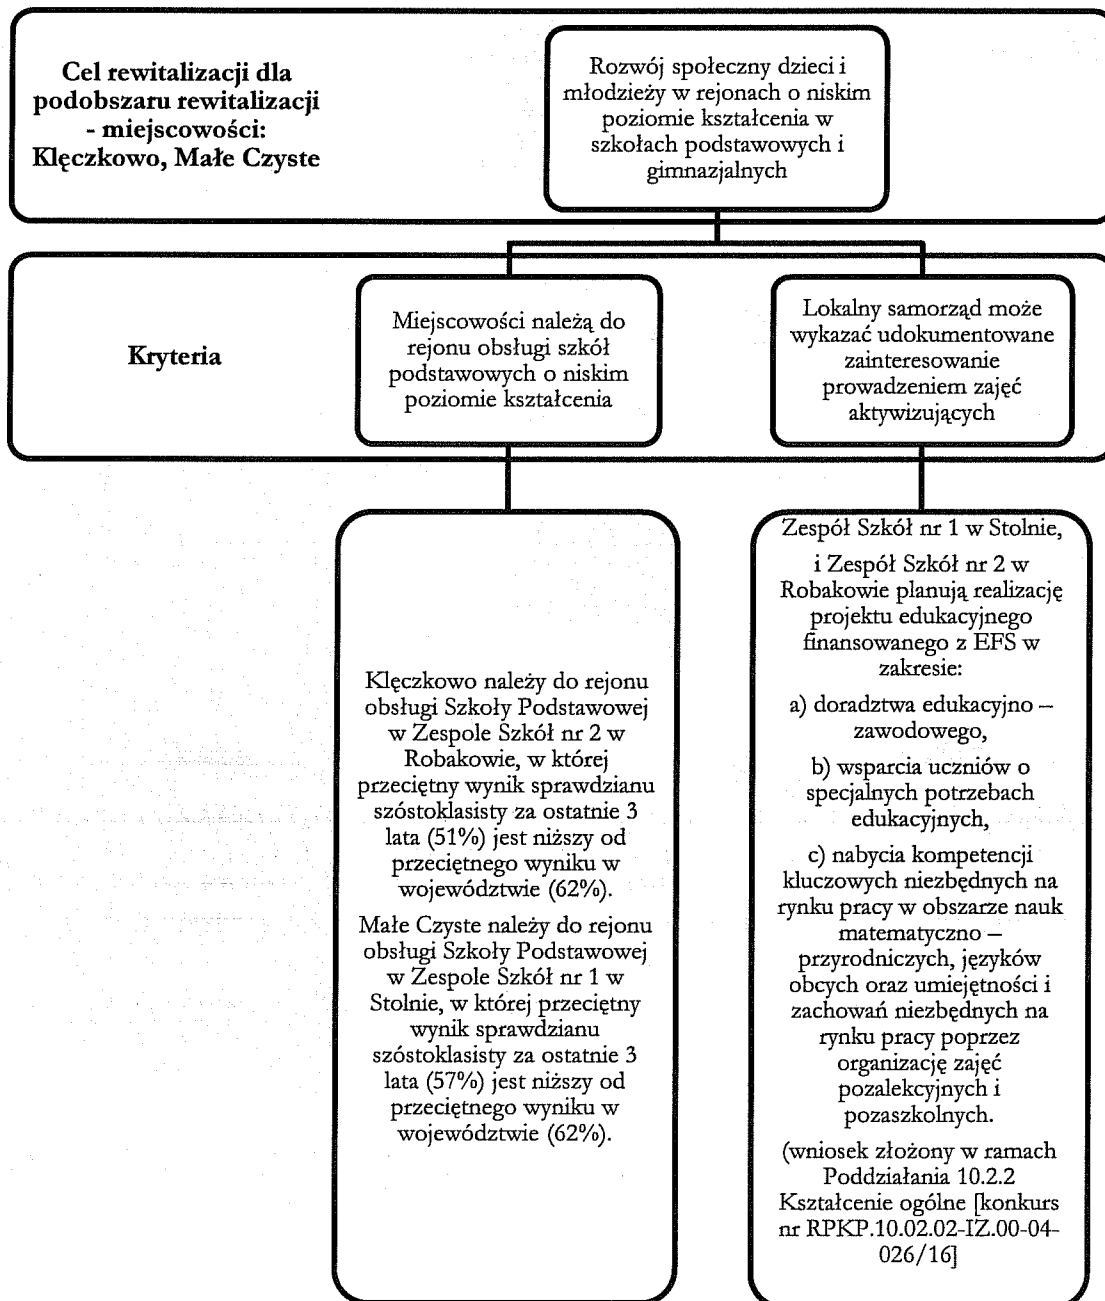 Cel rewitalizacji dla
podobszaru rewitalizacji
- miejscowości:
Klęczkowo, Małe Czyste
Rozwój społeczny dzieci i
młodzieży w rejonach o niskim
poziomie kształcenia w
szkołach podstawowych i
gimnazjalnych
Kryteria
Miejscowości należą do
rejonu obsługi szkół
podstawowych o niskim
poziomie kształcenia
Lokalny samorząd może
wykazać udokumentowane
zainteresowanie
prowadzeniem zajęć
aktywizujących
Klęczkowo należy do rejonu
obsługi Szkoły Podstawowej
w Zespole Szkół nr 2 w
Robakowie, w której
przeciętny wynik sprawdzianu
szóstoklasisty za ostatnie 3
lata (51%) jest niższy od
przeciętnego wyniku w
województwie (62%).
Małe Czyste należy do rejonu
obsługi Szkoły Podstawowej
w Zespole Szkół nr 1 w
Stolnie, w której przeciętny
wynik sprawdzianu
szóstoklasisty za ostatnie 3
lata (57%) jest niższy od
przeciętnego wyniku w
województwie (62%).
Zespół Szkół nr 1 w Stolnie,
i Zespół Szkół nr 2 w
Robakowie planują realizację
projektu edukacyjnego
finansowanego z EFS w
zakresie:
a) doradztwa edukacyjno –
zawodowego,
b) wsparcia uczniów o
specjalnych potrzebach
edukacyjnych,
c) nabycia kompetencji
kluczowych niezbędnych na
rynku pracy w obszarze nauk
matematyczno –
przyrodniczych, języków
obcych oraz umiejętności i
zachowań niezbędnych na
rynku pracy poprzez
organizację zajęć
pozalekcyjnych i
pozaszkolnych.
(wniosek złożony w ramach
Poddziałania 10.2.2
Kształcenie ogólne [konkurs
nr RPKP.10.02.02-IZ.00-04-
026/16]